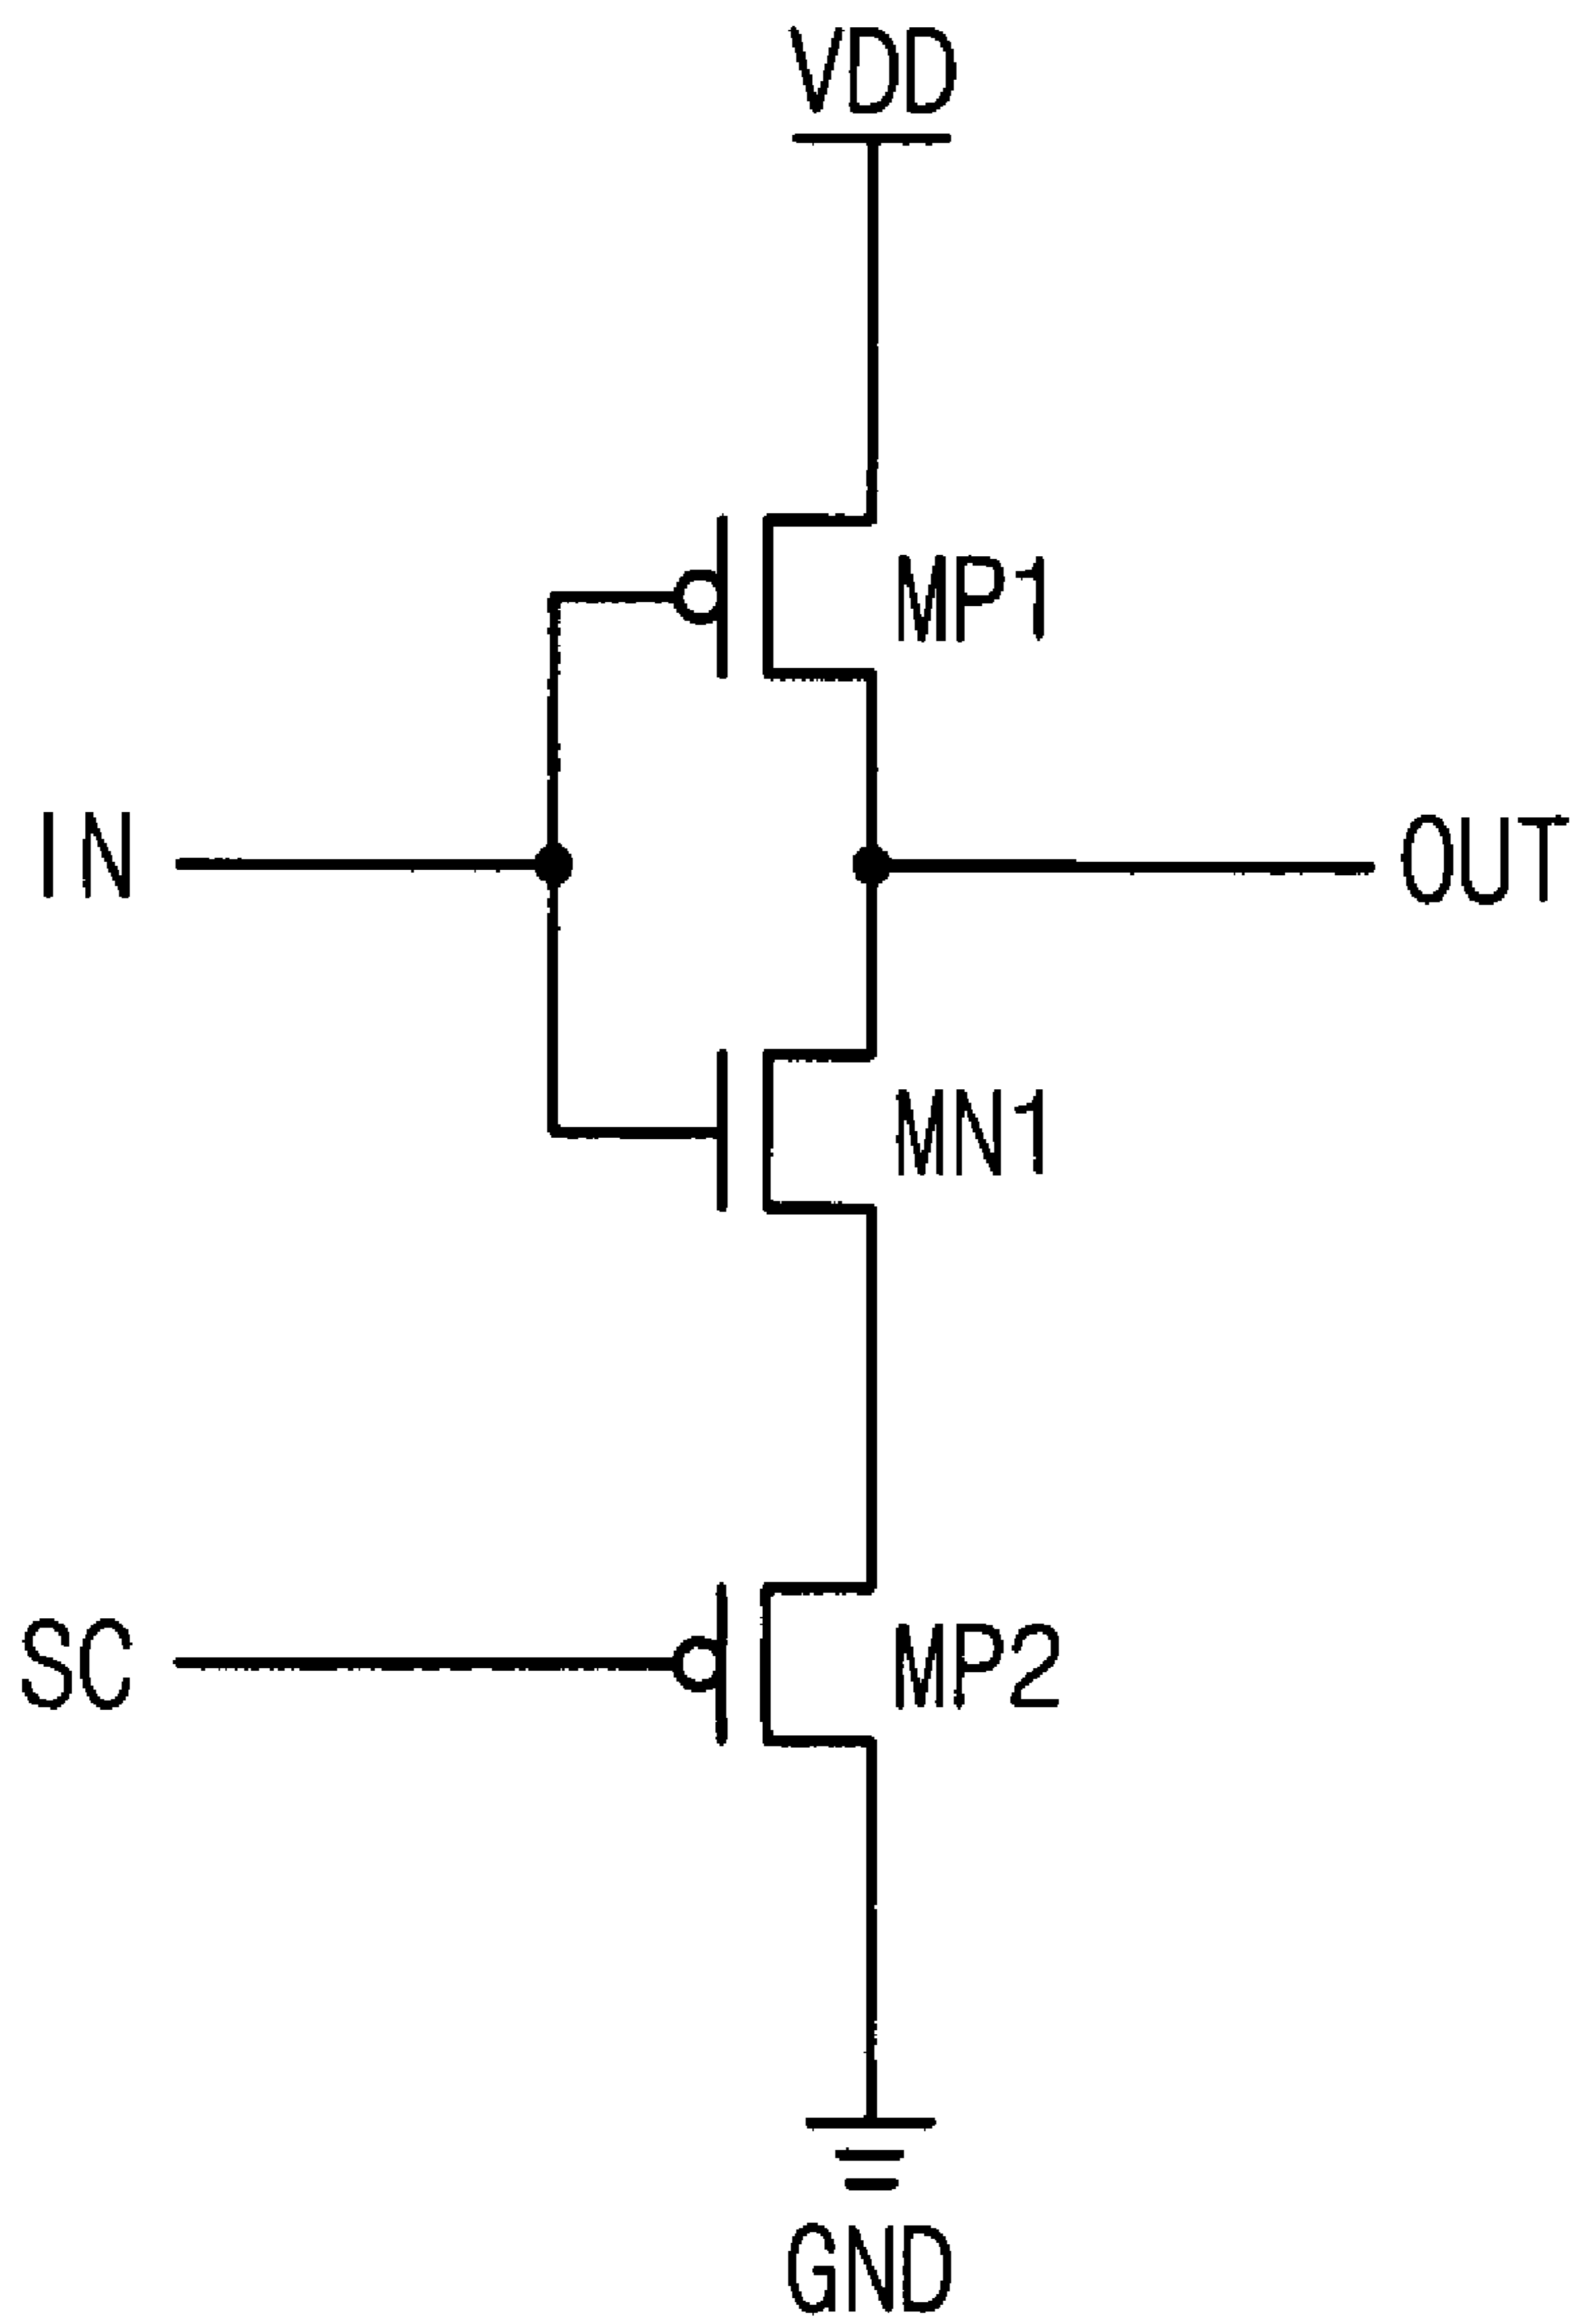 VDD
MP1
IN
OUT
MN1
SC
MP2
GND